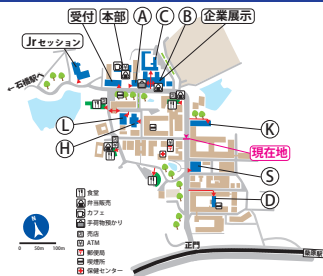 受付
本部
A
C
B
企業展示
Jrセッション
← 石橋駅へ
L
H
K
現在地
S
D
食堂
弁当販売
カフェ
手荷物預かり
売店
ATM
郵便局
喫煙所
保健センター
0 50m 100m
正門
柴原駅